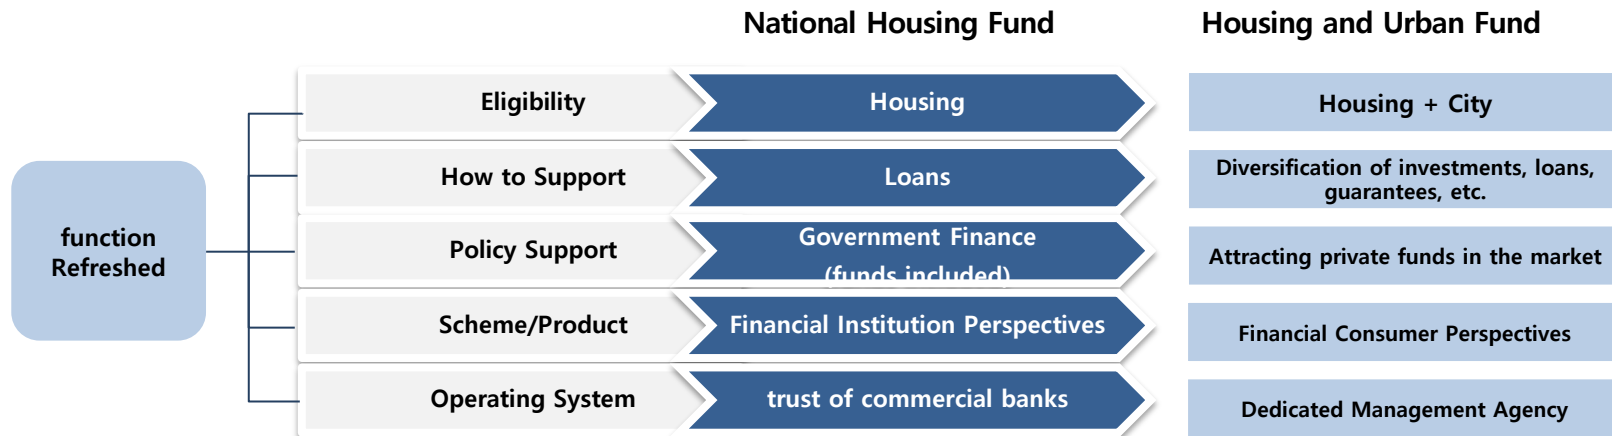 National Housing Fund
Housing and Urban Fund
function
Refreshed
Eligibility
Housing
Housing + City
How to Support
Loans
Diversification of investments, loans,
guarantees, etc.
Policy Support
Government Finance
(funds included)
Attracting private funds in the market
Scheme/Product
Financial Institution Perspectives
Financial Consumer Perspectives
Operating System
trust of commercial banks
Dedicated Management Agency